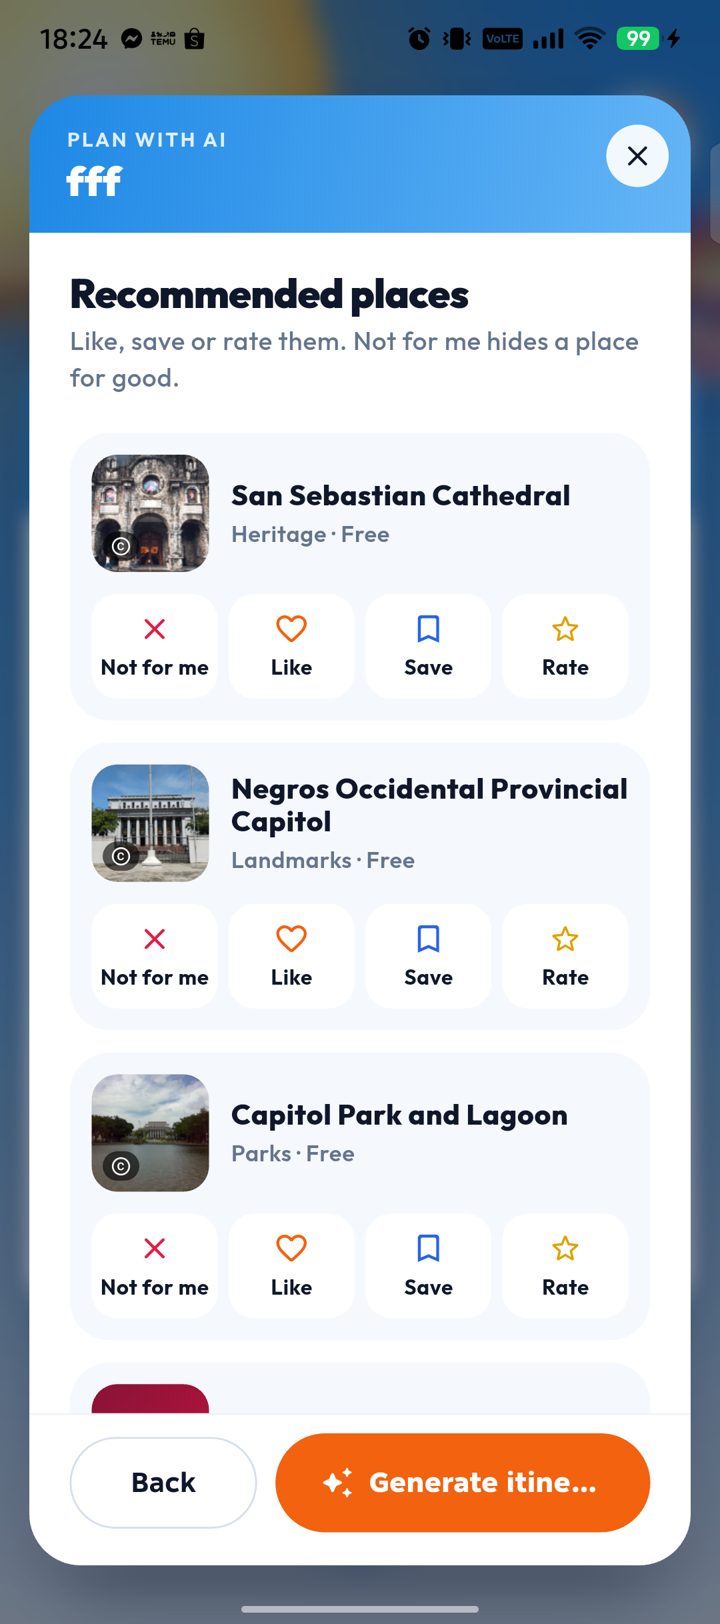 18:24
TEMU
VoLTE
99
PLAN WITH AI
fff
Recommended places
Like, save or rate them. Not for me hides a place
for good.
San Sebastian Cathedral
Heritage · Free
©
Not for me
Like
Save
Rate
Negros Occidental Provincial
Capitol
Landmarks · Free
©
Not for me
Like
Save
Rate
Capitol Park and Lagoon
Parks · Free
©
Not for me
Like
Save
Rate
Back
Generate itine...